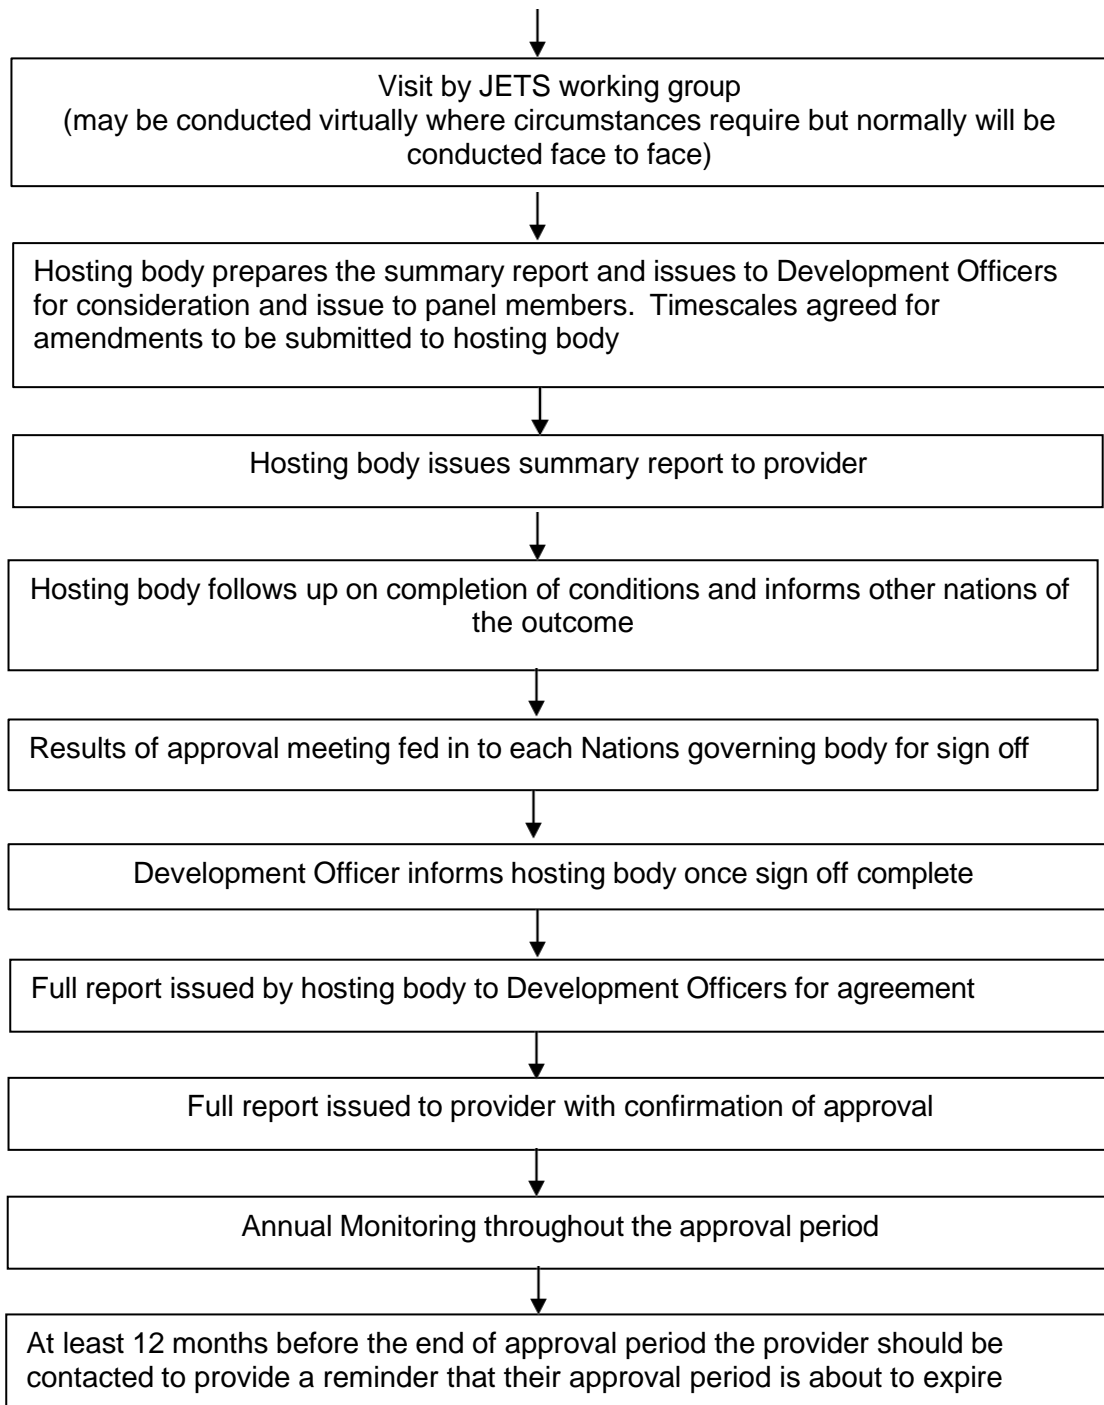 Visit by JETS working group
(may be conducted virtually where circumstances require but normally will be
conducted face to face)
Hosting body prepares the summary report and issues to Development Officers
for consideration and issue to panel members.  Timescales agreed for
amendments to be submitted to hosting body
Hosting body issues summary report to provider
Hosting body follows up on completion of conditions and informs other nations of
the outcome
Results of approval meeting fed in to each Nations governing body for sign off
Development Officer informs hosting body once sign off complete
Full report issued by hosting body to Development Officers for agreement
Full report issued to provider with confirmation of approval
Annual Monitoring throughout the approval period
At least 12 months before the end of approval period the provider should be
contacted to provide a reminder that their approval period is about to expire